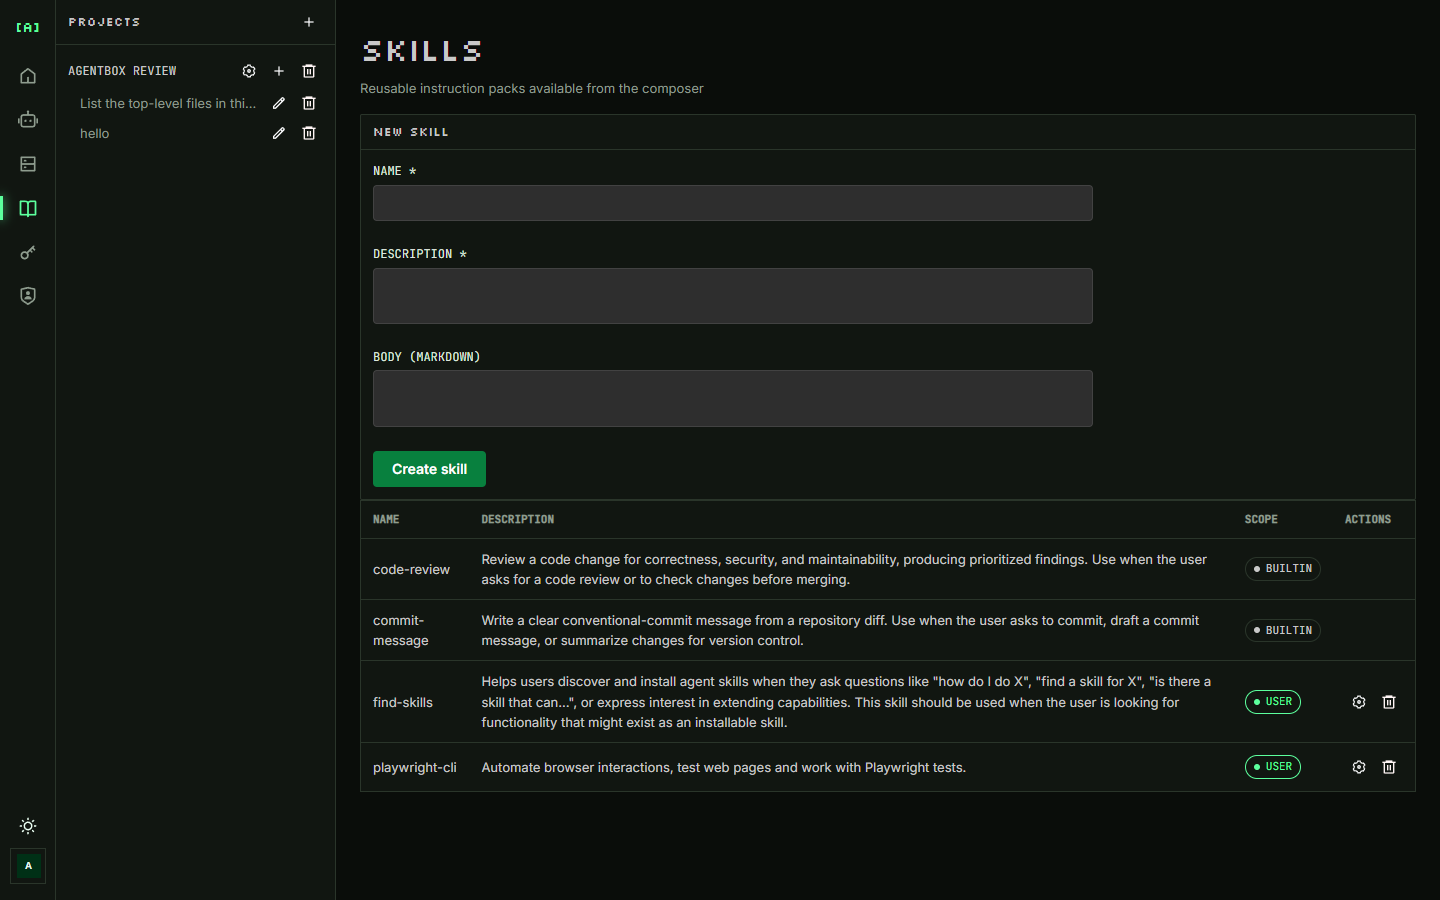 [A]
PROJECTS
AGENTBOX REVIEW
List the top-level files in thi...
hello
A
SKILLS
Reusable instruction packs available from the composer
NEW SKILL
NAME *
DESCRIPTION *
BODY (MARKDOWN)
Create skill
NAME DESCRIPTION SCOPE ACTIONS
code-review
Review a code change for correctness, security, and maintainability, producing prioritized findings. Use when the user
asks for a code review or to check changes before merging.
BUILTIN
commit-
message
Write a clear conventional-commit message from a repository diff. Use when the user asks to commit, draft a commit
message, or summarize changes for version control.
BUILTIN
find-skills
Helps users discover and install agent skills when they ask questions like "how do I do X", "find a skill for X", "is there a
skill that can...", or express interest in extending capabilities. This skill should be used when the user is looking for
functionality that might exist as an installable skill.
USER
playwright-cli
Automate browser interactions, test web pages and work with Playwright tests.
USER